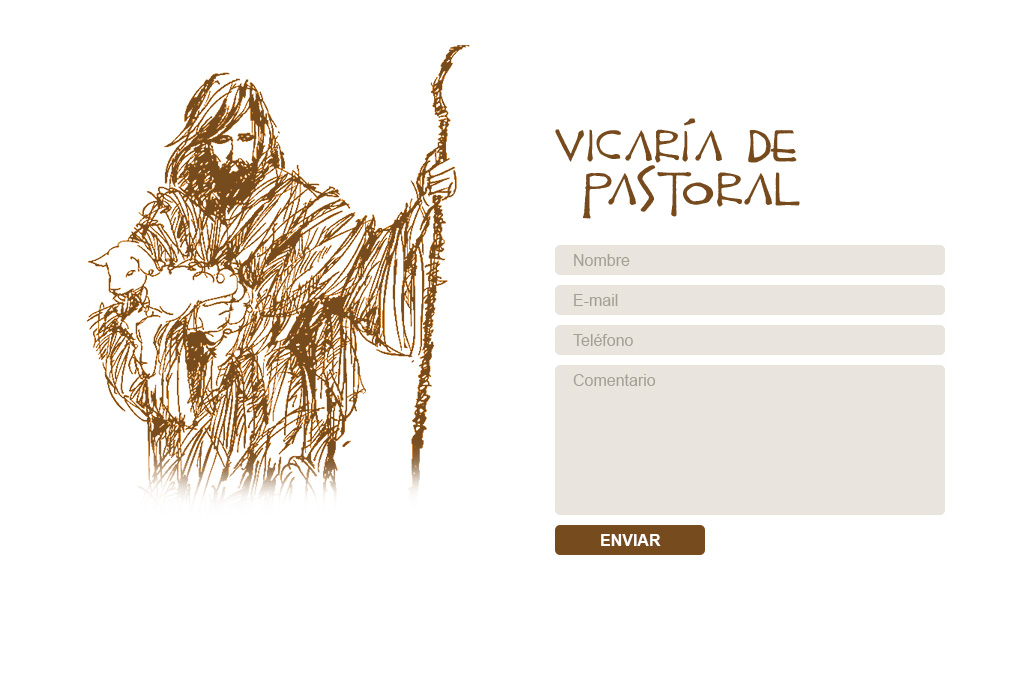 VICARÍA DE
PASTORAL
Nombre
E-mail
Teléfono
Comentario
ENVIAR